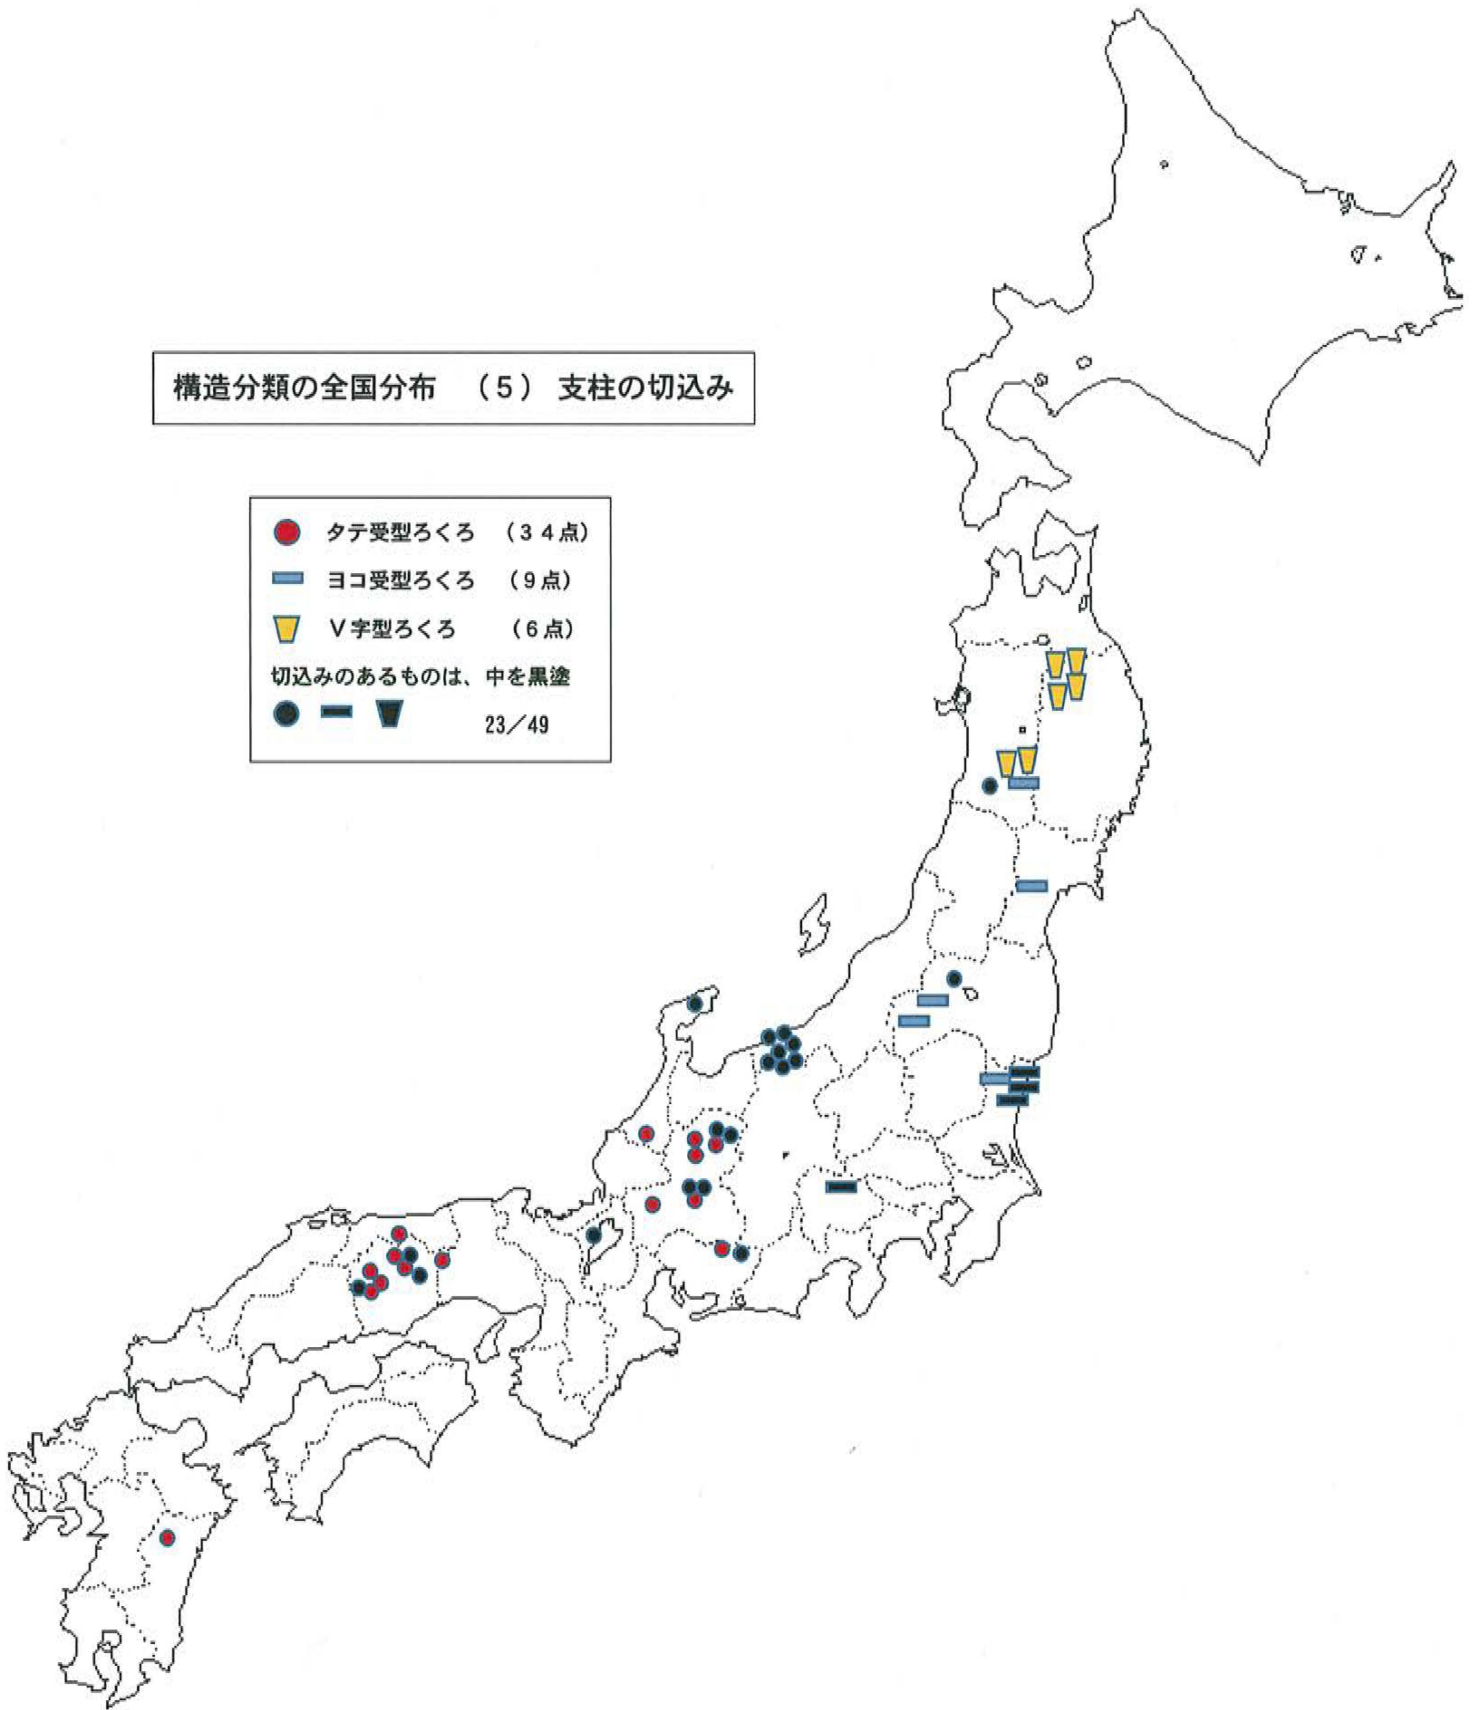 構造分類の全国分布　（５） 支柱の切込み
タテ受型ろくろ　（３４点）
ヨコ受型ろくろ　（９点）
Ｖ字型ろくろ　（６点）
切込みのあるものは、中を黒塗
23／49